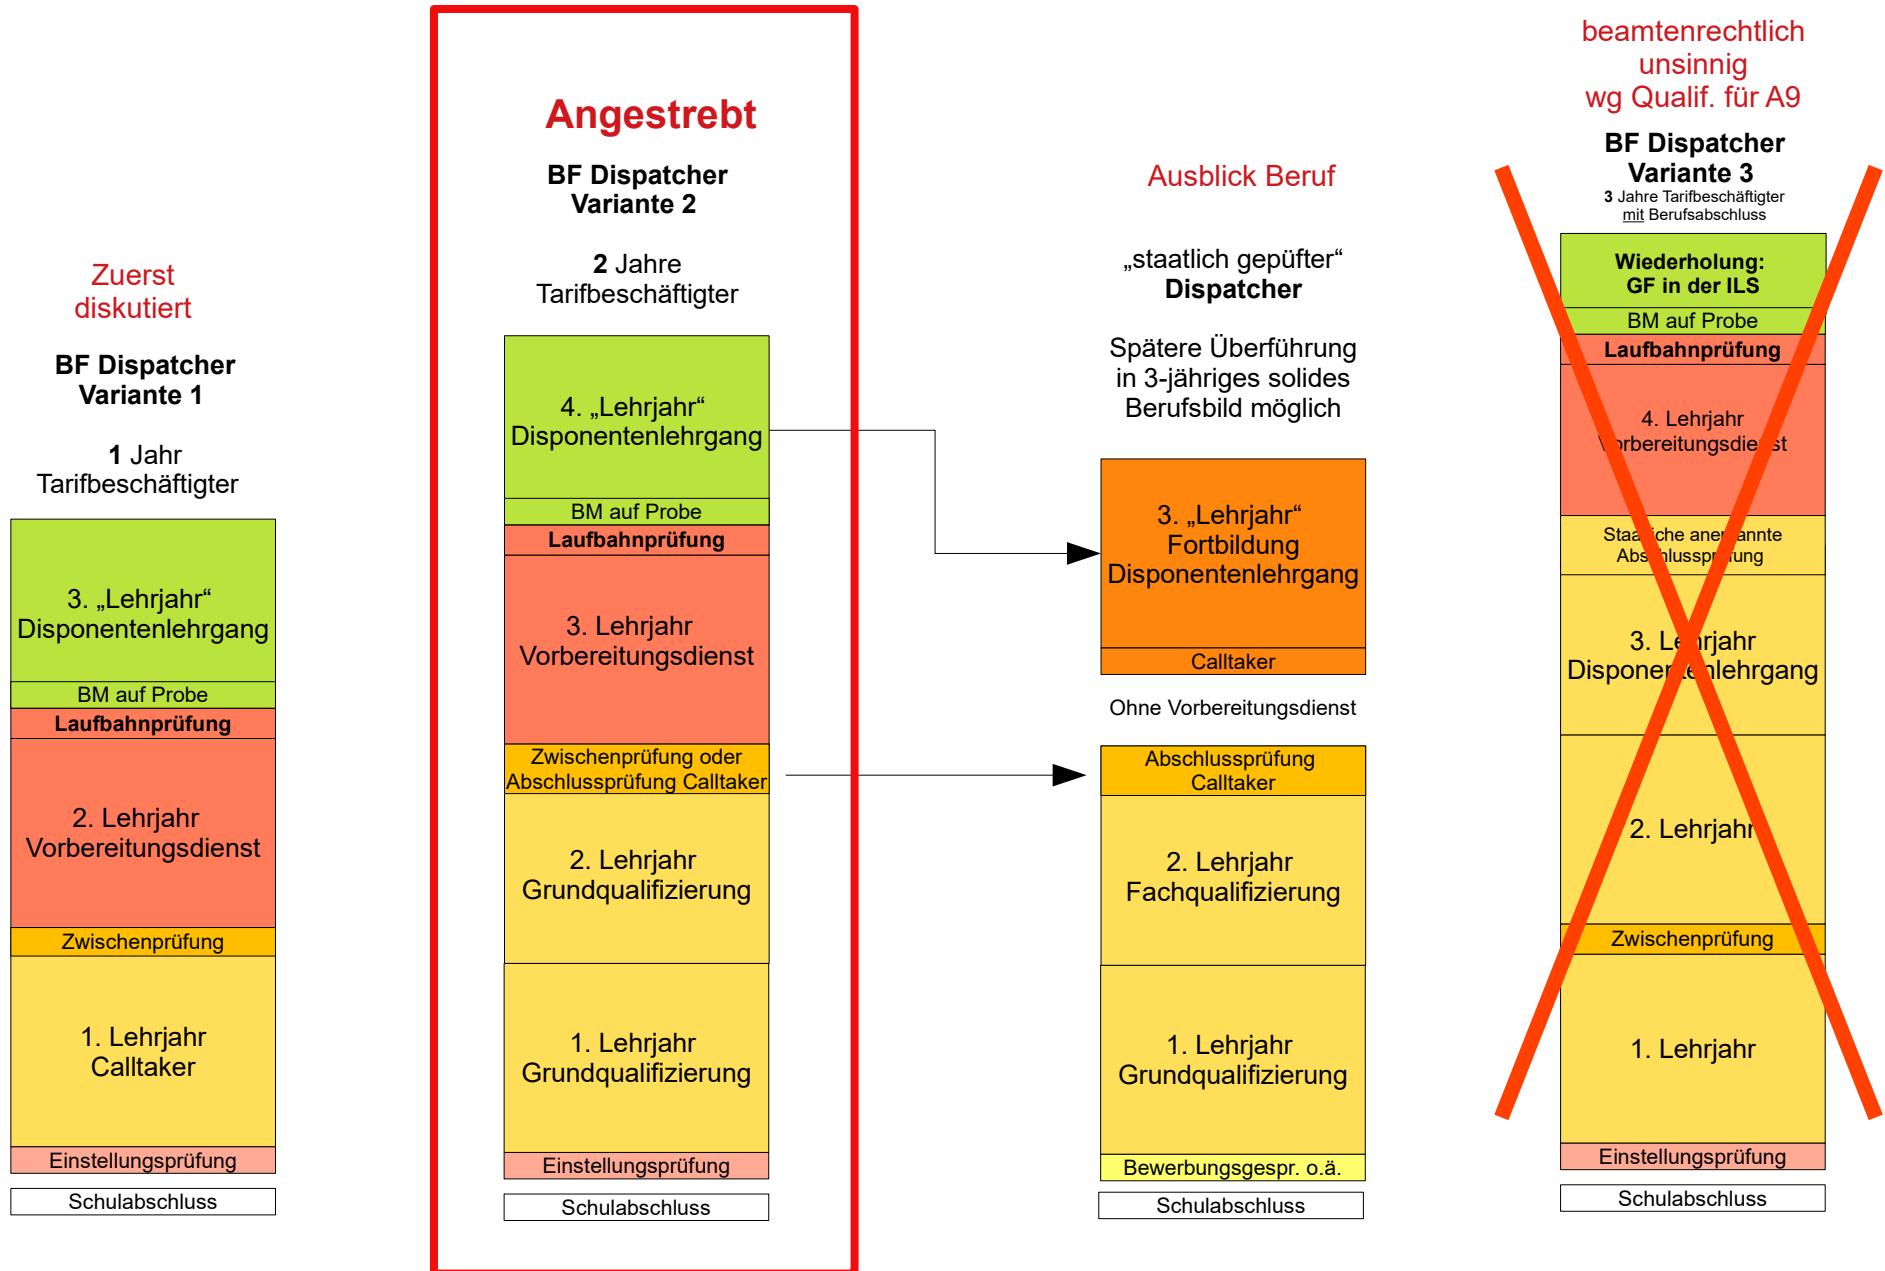 Zuerst
diskutiert
BF Dispatcher
Variante 1
1 Jahr
Tarifbeschäftigter
3. „Lehrjahr“
Disponentenlehrgang
BM auf Probe
Laufbahnprüfung
2. Lehrjahr
Vorbereitungsdienst
Zwischenprüfung
1. Lehrjahr
Calltaker
Einstellungsprüfung
Schulabschluss
Angestrebt
BF Dispatcher
Variante 2
2 Jahre
Tarifbeschäftigter
4. „Lehrjahr“
Disponentenlehrgang
BM auf Probe
Laufbahnprüfung
3. Lehrjahr
Vorbereitungsdienst
Zwischenprüfung oder
Abschlussprüfung Calltaker
2. Lehrjahr
Grundqualifizierung
1. Lehrjahr
Grundqualifizierung
Einstellungsprüfung
Schulabschluss
Ausblick Beruf
„staatlich gepüfter“
Dispatcher
Spätere Überführung
in 3-jähriges solides
Berufsbild möglich
3. „Lehrjahr“
Fortbildung
Disponentenlehrgang
Calltaker
Ohne Vorbereitungsdienst
Abschlussprüfung
Calltaker
2. Lehrjahr
Fachqualifizierung
1. Lehrjahr
Grundqualifizierung
Bewerbungsgespr. o.ä.
Schulabschluss
beamtenrechtlich
unsinnig
wg Qualif. für A9
BF Dispatcher
Variante 3
3 Jahre Tarifbeschäftigter
mit Berufsabschluss
Wiederholung:
GF in der ILS
BM auf Probe
Laufbahnprüfung
4. Lehrjahr
Vorbereitungsdienst
Staatliche anerkannte
Abschlussprüfung
3. Lehrjahr
Disponentenlehrgang
2. Lehrjahr
Zwischenprüfung
1. Lehrjahr
Einstellungsprüfung
Schulabschluss